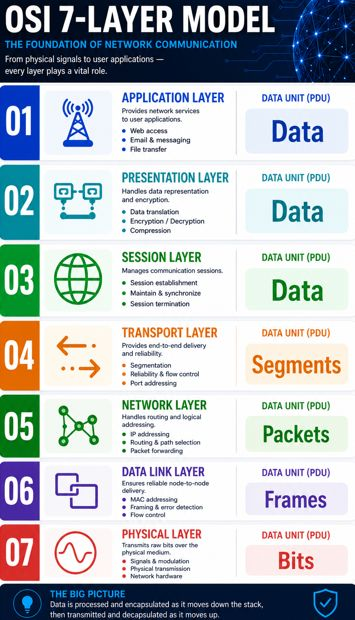 OSI 7-LAYER MODEL
THE FOUNDATION OF NETWORK COMMUNICATION
From physical signals to user applications —
every layer plays a vital role.
01
APPLICATION LAYER
Provides network services
to user applications.
• Web access
• Email & messaging
• File transfer
DATA UNIT (PDU)
Data
02
PRESENTATION LAYER
Handles data representation
and encryption.
• Data translation
• Encryption / Decryption
• Compression
DATA UNIT (PDU)
Data
03
SESSION LAYER
Manages communication sessions.
• Session establishment
• Maintain & synchronize
• Session termination
DATA UNIT (PDU)
Data
04
TRANSPORT LAYER
Provides end-to-end delivery
and reliability.
• Segmentation
• Reliability & flow control
• Port addressing
DATA UNIT (PDU)
Segments
05
NETWORK LAYER
Handles routing and logical
addressing.
• IP addressing
• Routing & path selection
• Packet forwarding
DATA UNIT (PDU)
Packets
06
DATA LINK LAYER
Ensures reliable node-to-node
delivery.
• MAC addressing
• Framing & error detection
• Flow control
DATA UNIT (PDU)
Frames
07
PHYSICAL LAYER
Transmits raw bits over the
physical medium.
• Signals & modulation
• Physical transmission
• Network hardware
DATA UNIT (PDU)
Bits
THE BIG PICTURE
Data is processed and encapsulated as it moves down the stack,
then transmitted and decapsulated as it moves up.